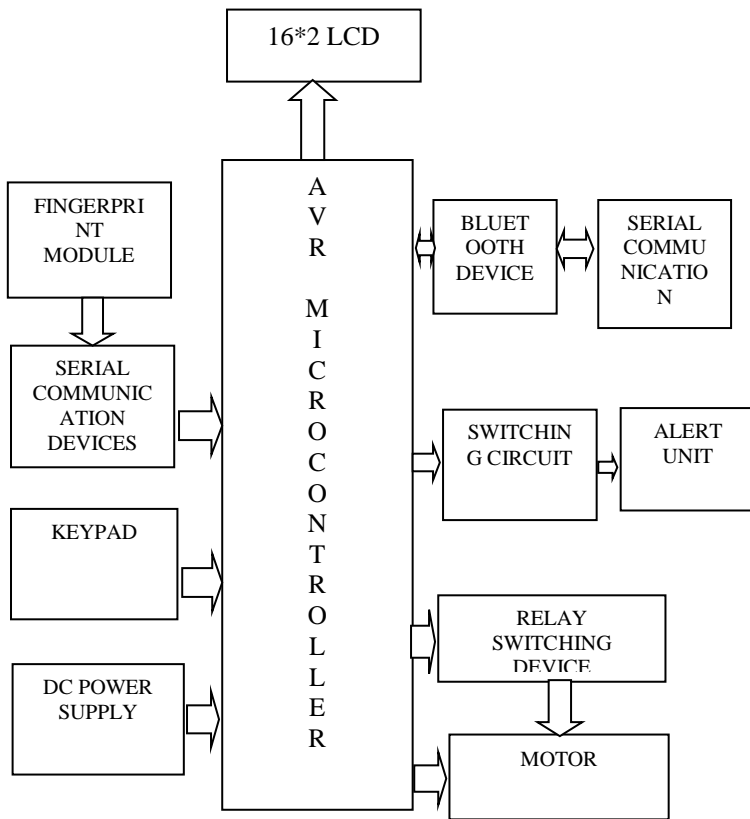 16*2 LCD
FINGERPRI
NT
MODULE
SERIAL
COMMUNIC
ATION
DEVICES
KEYPAD
DC POWER
SUPPLY
A
V
R
M
I
C
R
O
C
O
N
T
R
O
L
L
E
R
BLUET
OOTH
DEVICE
SERIAL
COMMU
NICATIO
N
SWITCHIN
G CIRCUIT
ALERT
UNIT
RELAY
SWITCHING
DEVICE
MOTOR